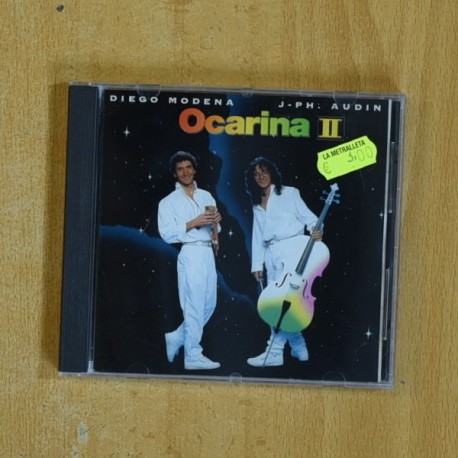 DIEGO MODENA J-PH. AUDIN
Ocarina II
LA METRALLETA
€ 3,00